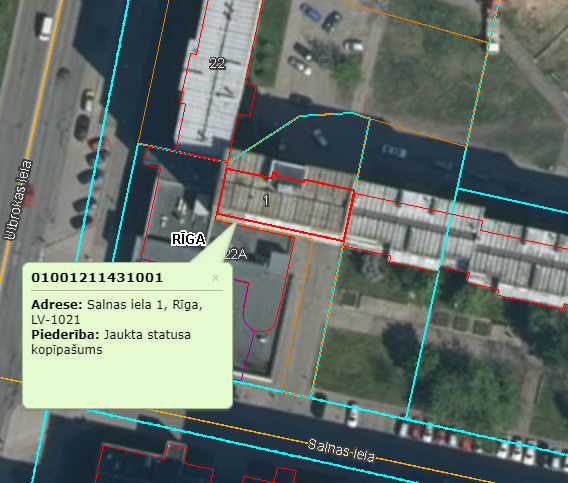 22
Ulbrokas iela
1
RĪGA
22A
01001211431001 ×
Adrese: Salnas iela 1, Rīga,
LV-1021
Piederība: Jaukta statusa
kopīpašums
Salnas iela